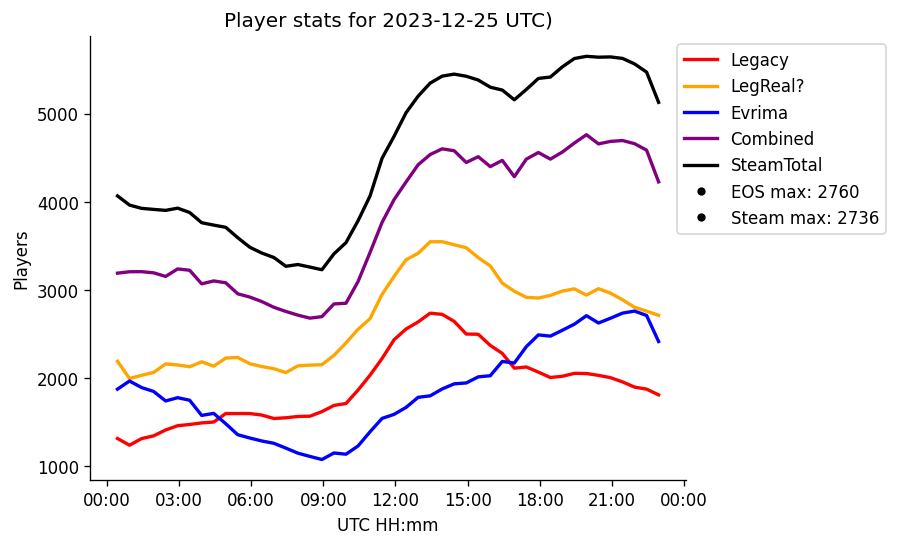 Player stats for 2023-12-25 UTC)
Legacy
LegReal?
Evrima
Combined
SteamTotal
EOS max: 2760
Steam max: 2736
Players
5000
4000
3000
2000
1000
00:00 03:00 06:00 09:00 12:00 15:00 18:00 21:00 00:00
UTC HH:mm